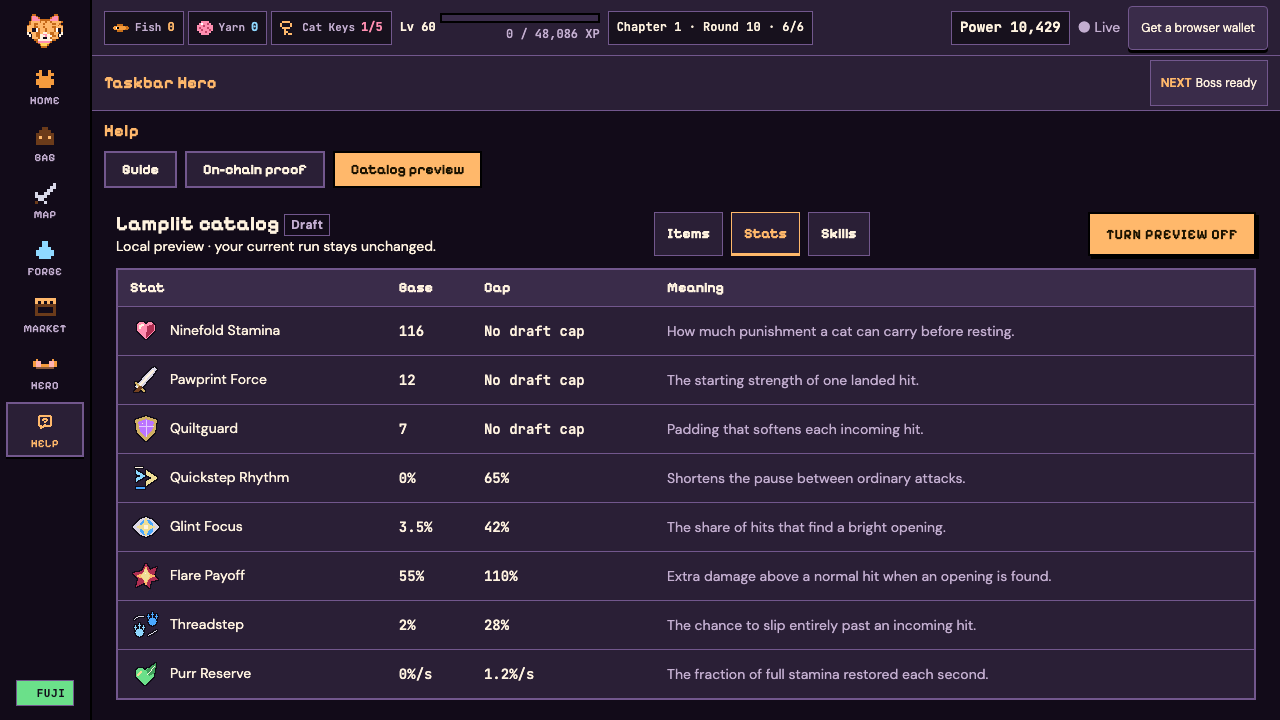 Fish 0 Yarn 0 Cat Keys 1/5 Lv 60 0 / 48,086 XP Chapter 1 · Round 10 · 6/6 Power 10,429 Live Get a browser wallet
Taskbar Hero NEXT Boss ready
HOME
BAG
MAP
FORGE
MARKET
HERO
HELP
FUJI
Help
Guide On-chain proof Catalog preview
Lamplit catalog Draft
Local preview · your current run stays unchanged.
Items Stats Skills TURN PREVIEW OFF
Stat Base Cap Meaning
Ninefold Stamina 116 No draft cap How much punishment a cat can carry before resting.
Pawprint Force 12 No draft cap The starting strength of one landed hit.
Quiltguard 7 No draft cap Padding that softens each incoming hit.
Quickstep Rhythm 0% 65% Shortens the pause between ordinary attacks.
Glint Focus 3.5% 42% The share of hits that find a bright opening.
Flare Payoff 55% 110% Extra damage above a normal hit when an opening is found.
Threadstep 2% 28% The chance to slip entirely past an incoming hit.
Purr Reserve 0%/s 1.2%/s The fraction of full stamina restored each second.